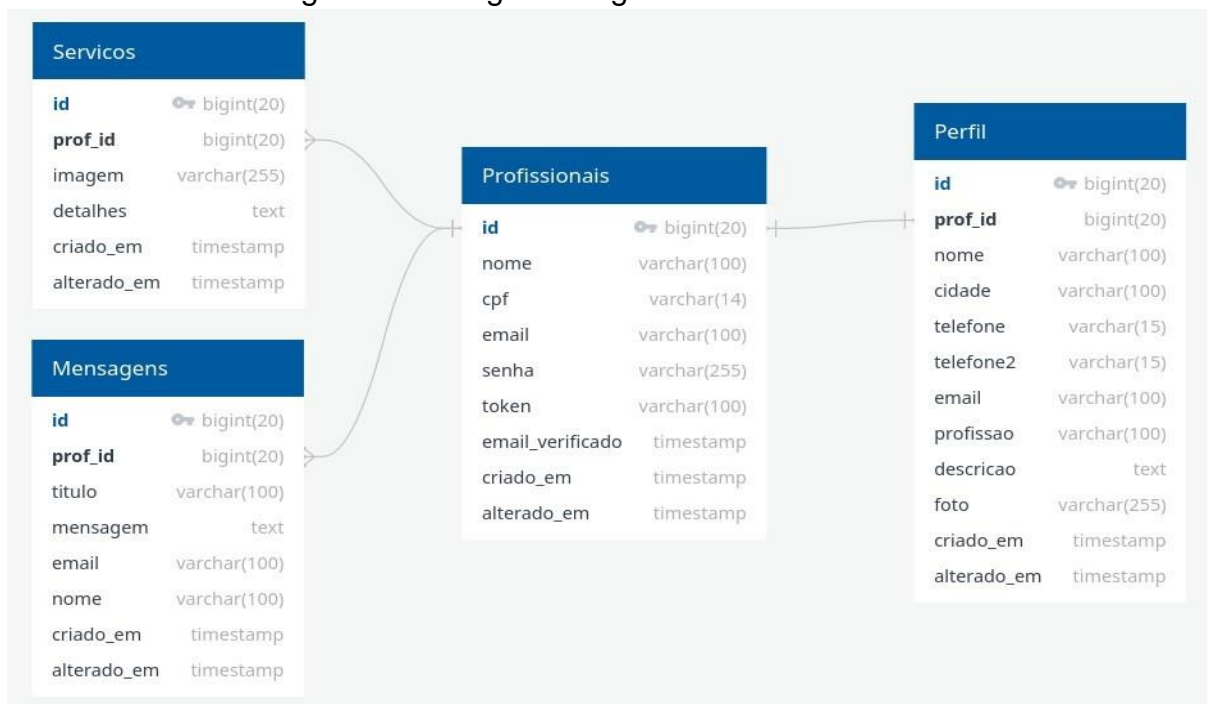 Servicos
id bigint(20)
prof_id bigint(20)
imagem varchar(255)
detalhes text
criado_em timestamp
alterado_em timestamp
Mensagens
id bigint(20)
prof_id bigint(20)
titulo varchar(100)
mensagem text
email varchar(100)
nome varchar(100)
criado_em timestamp
alterado_em timestamp
Profissionais
id bigint(20)
nome varchar(100)
cpf varchar(14)
email varchar(100)
senha varchar(255)
token varchar(100)
email_verificado timestamp
criado_em timestamp
alterado_em timestamp
Perfil
id bigint(20)
prof_id bigint(20)
nome varchar(100)
cidade varchar(100)
telefone varchar(15)
telefone2 varchar(15)
email varchar(100)
profissao varchar(100)
descricao text
foto varchar(255)
criado_em timestamp
alterado_em timestamp